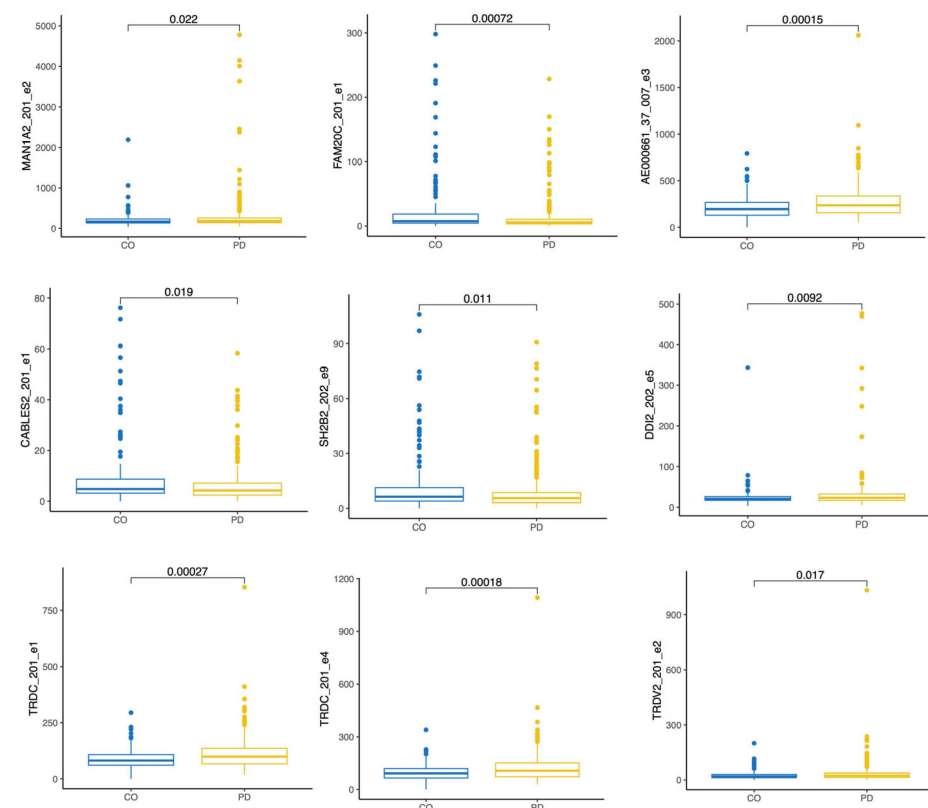 0.022
5000
4000
3000
2000
1000
0
MAN1A2_201_e2
CO PD
0.00072
300
200
100
0
FAM20C_201_e1
CO PD
0.00015
2000
1500
1000
500
0
AE000661_37_007_e3
CO PD
0.019
80
60
40
20
0
CABLES2_201_e1
CO PD
0.011
90
60
30
0
SH2B2_202_e9
CO PD
0.0092
500
400
300
200
100
0
DDI2_202_e5
CO PD
0.00027
750
500
250
0
TRDC_201_e1
CO PD
0.00018
1200
900
600
300
0
TRDC_201_e4
CO PD
0.017
900
600
300
0
TRDV2_201_e2
CO PD